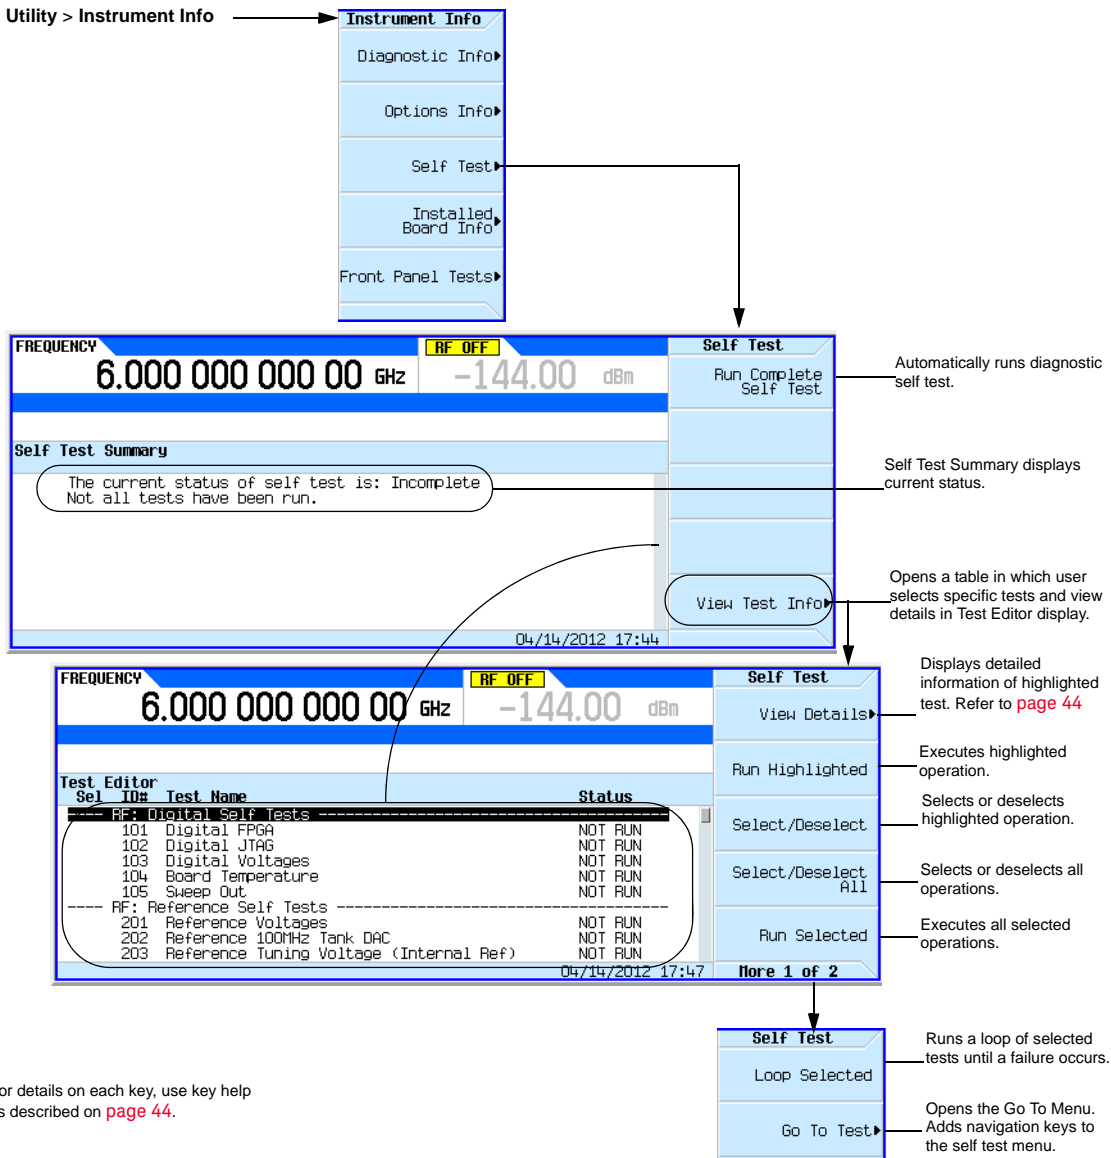 Utility > Instrument Info
Instrument Info
Diagnostic Info
Options Info
Self Test
Installed
Board Info
Front Panel Tests
FREQUENCY
6.000 000 000 00 GHz
RF OFF
-144.00 dBm
Self Test
Run Complete
Self Test
Automatically runs diagnostic
self test.
Self Test Summary
The current status of self test is: Incomplete
Not all tests have been run.
Self Test Summary displays
current status.
View Test Info
Opens a table in which user
selects specific tests and view
details in Test Editor display.
04/14/2012 17:44
FREQUENCY
6.000 000 000 00 GHz
RF OFF
-144.00 dBm
Self Test
View Details
Displays detailed
information of highlighted
test. Refer to page 44
Run Highlighted
Executes highlighted
operation.
Test Editor
Sel ID# Test Name Status
---- RF: Digital Self Tests ----
101 Digital FPGA NOT RUN
102 Digital JTAG NOT RUN
103 Digital Voltages NOT RUN
104 Board Temperature NOT RUN
105 Sweep Out NOT RUN
---- RF: Reference Self Tests ----
201 Reference Voltages NOT RUN
202 Reference 100MHz Tank DAC NOT RUN
203 Reference Tuning Voltage (Internal Ref) NOT RUN
04/14/2012 17:47
Select/Deselect
Selects or deselects
highlighted operation.
Select/Deselect
All
Selects or deselects all
operations.
Run Selected
Executes all selected
operations.
More 1 of 2
Self Test
Loop Selected
Runs a loop of selected
tests until a failure occurs.
Go To Test
Opens the Go To Menu.
Adds navigation keys to
the self test menu.
or details on each key, use key help
s described on page 44.